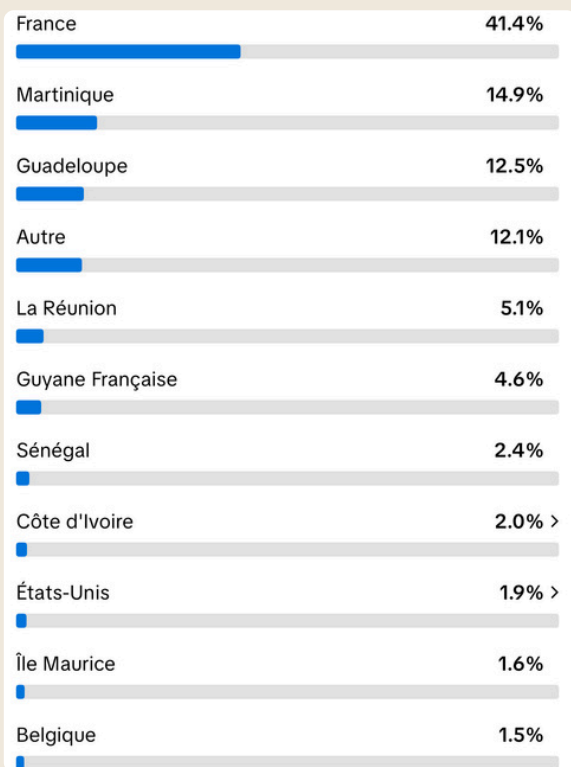 France 41.4%
Martinique 14.9%
Guadeloupe 12.5%
Autre 12.1%
La Réunion 5.1%
Guyane Française 4.6%
Sénégal 2.4%
Côte d'Ivoire 2.0% >
États-Unis 1.9% >
Île Maurice 1.6%
Belgique 1.5%